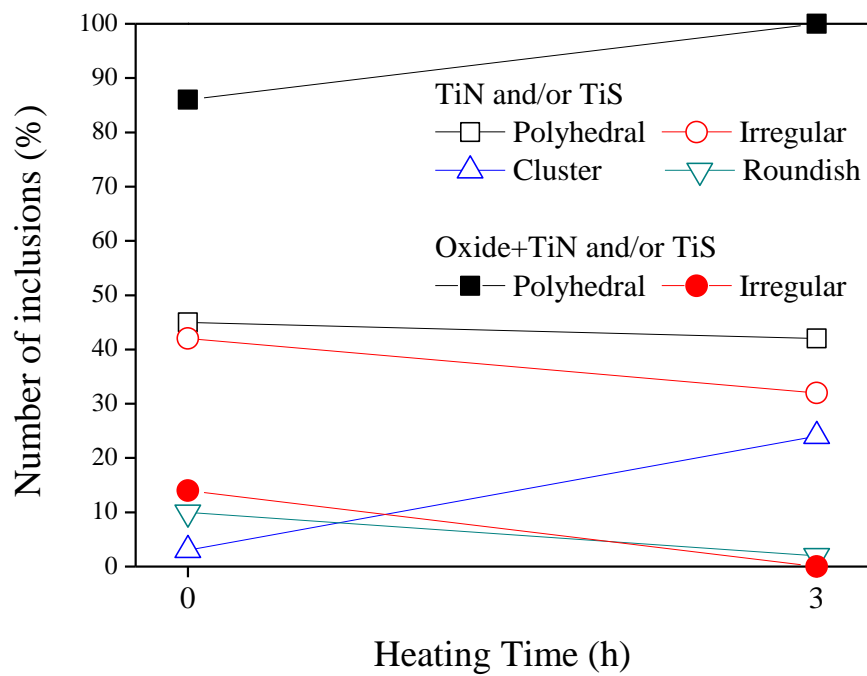 100
90
80
70
60
50
40
30
20
10
0
Number of inclusions (%)
TiN and/or TiS
Polyhedral Irregular
Cluster Roundish
Oxide+TiN and/or TiS
Polyhedral Irregular
0 3
Heating Time (h)